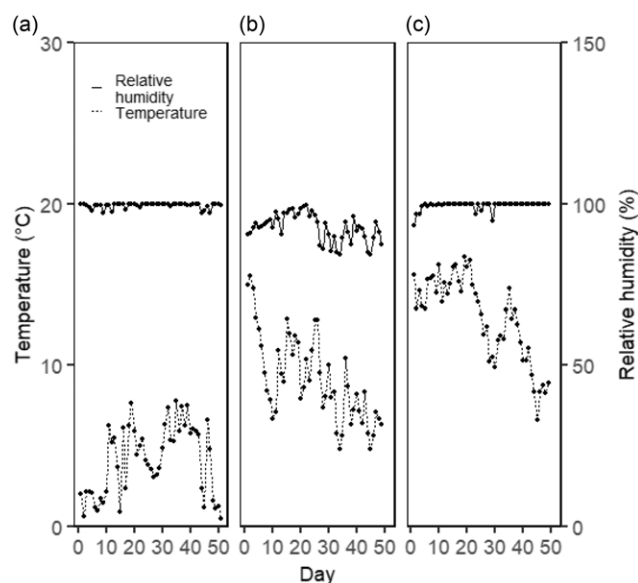 (a) (b) (c)
30 150
Relative
humidity
Temperature
20 100
10 50
0 0
Temperature (°C)
Relative humidity (%)
0 10 20 30 40 50 0 10 20 30 40 50 0 10 20 30 40 50
Day